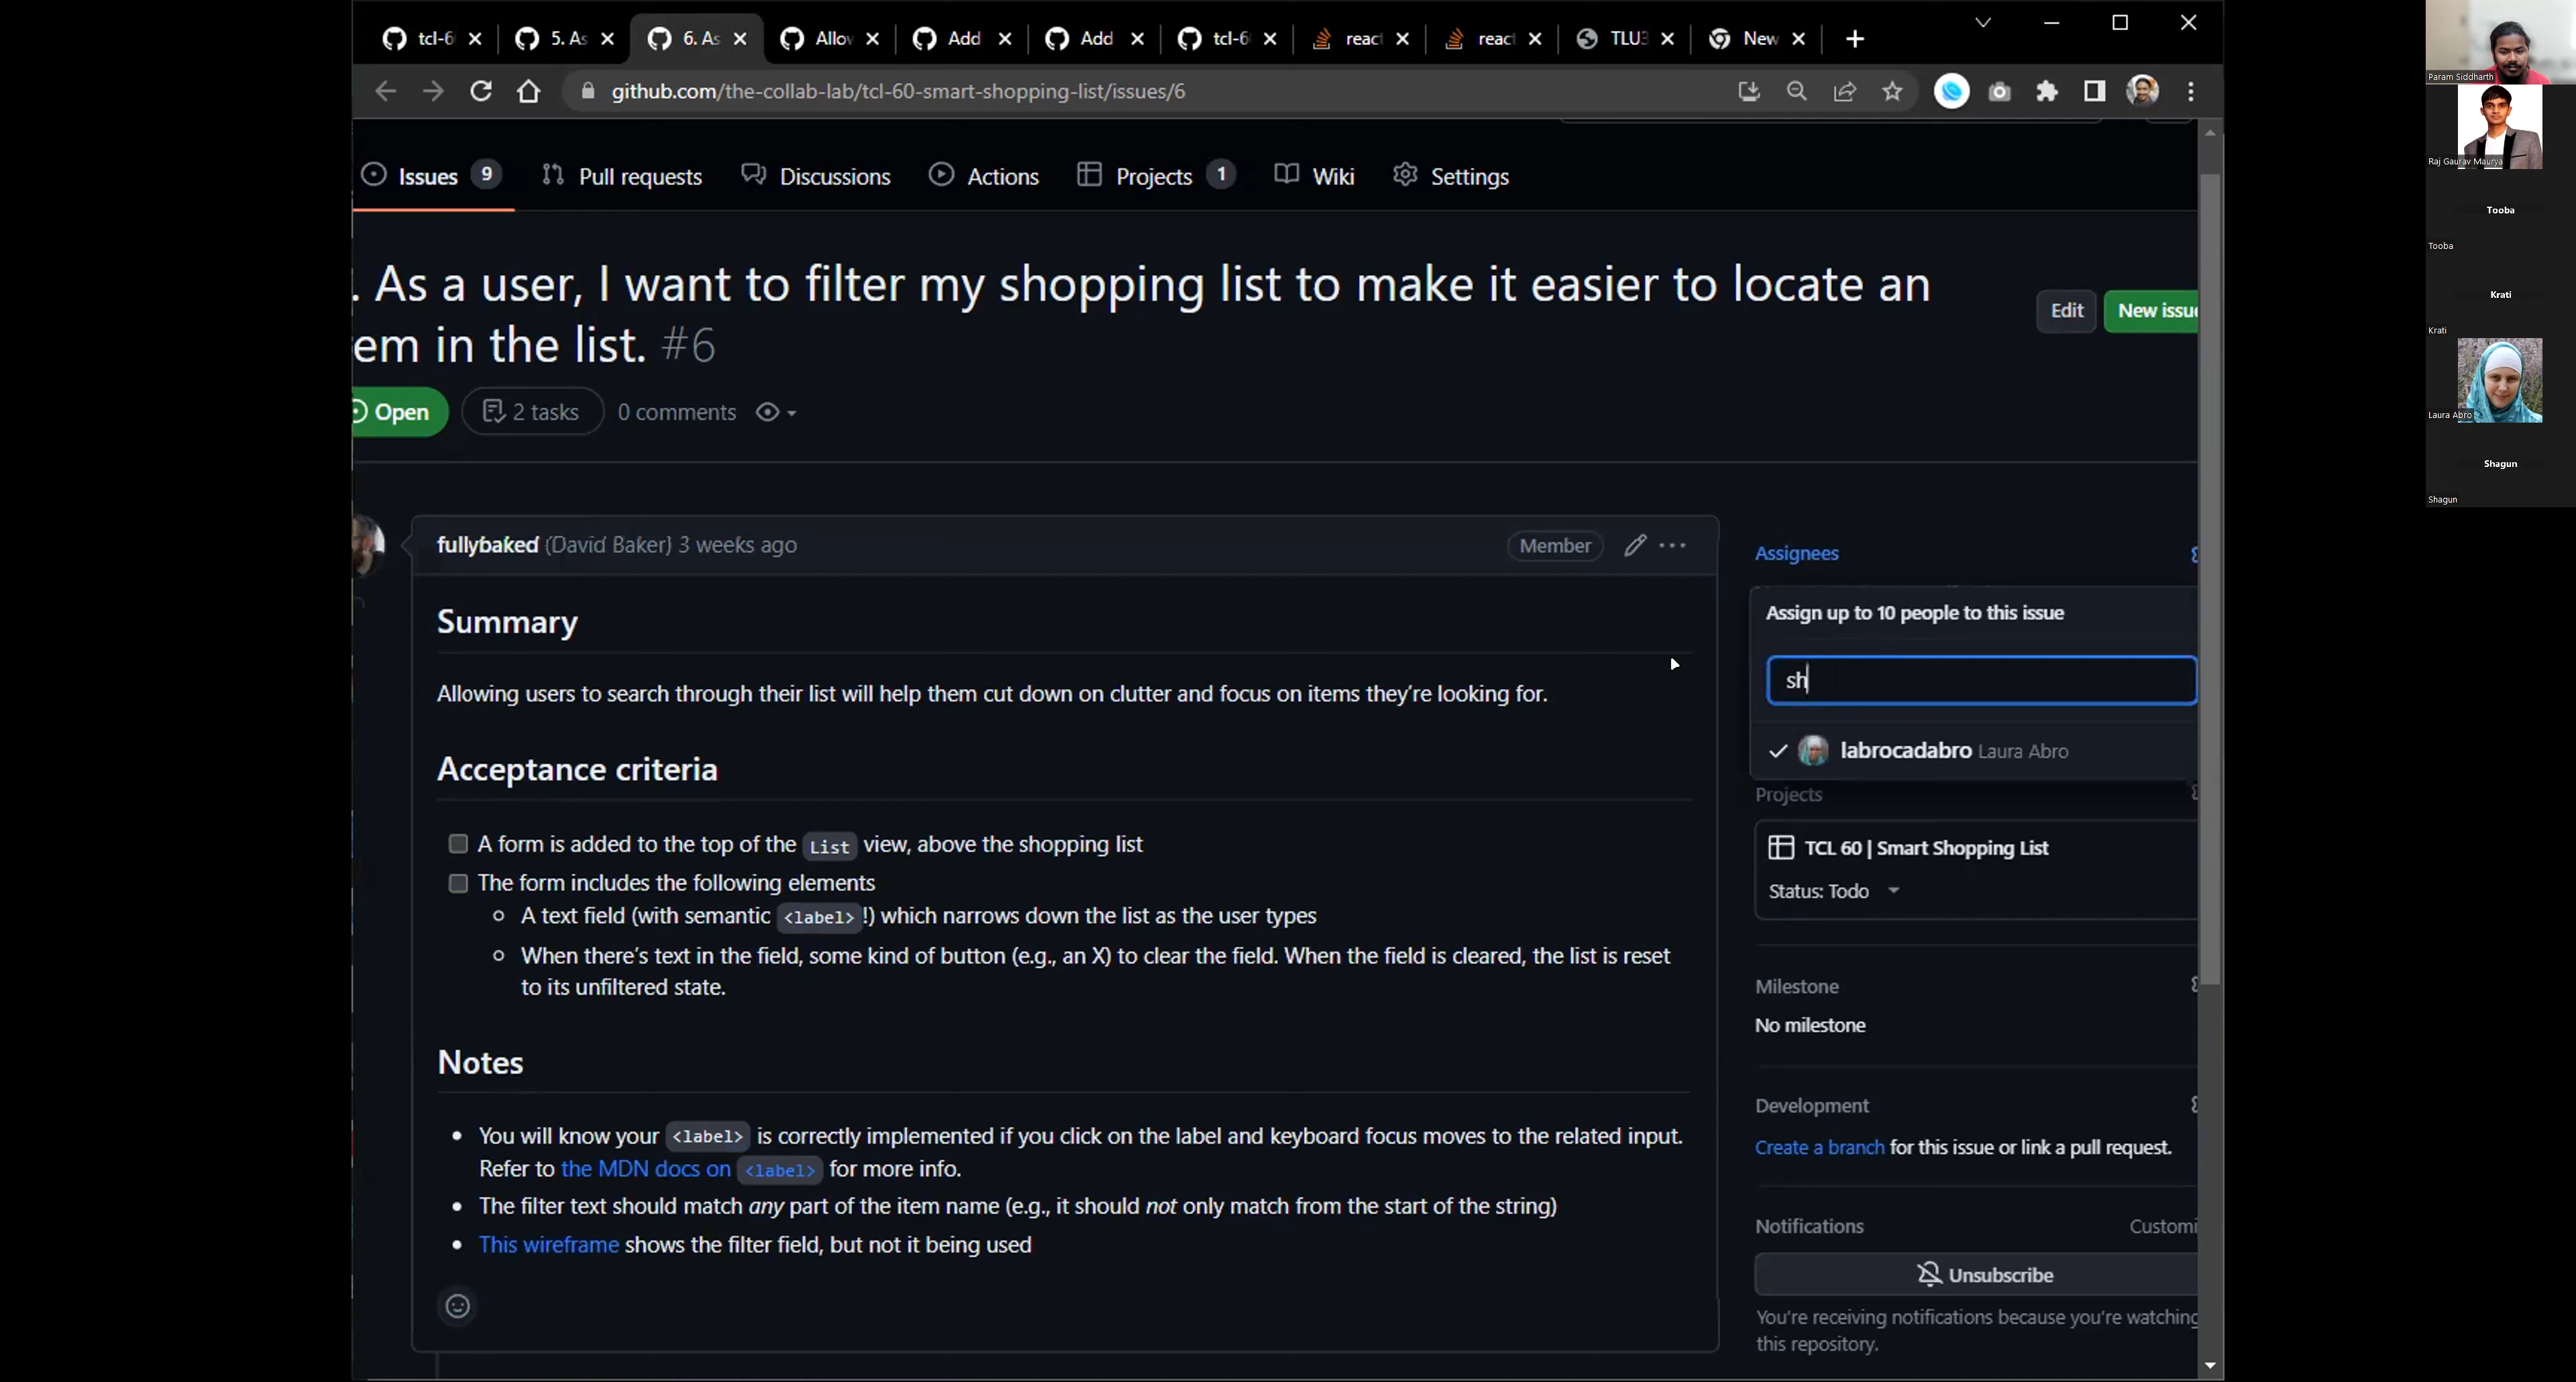 tcl-6
5. As
6. As
Allow
Add
Add
tcl-6
react
react
TLU3
New
github.com/the-collab-lab/tcl-60-smart-shopping-list/issues/6
Issues 9
Pull requests
Discussions
Actions
Projects 1
Wiki
Settings
. As a user, I want to filter my shopping list to make it easier to locate an
em in the list. #6
Edit
New issue
Open
2 tasks
0 comments
fullybaked (David Baker) 3 weeks ago
Member
Summary
Allowing users to search through their list will help them cut down on clutter and focus on items they’re looking for.
Acceptance criteria
A form is added to the top of the List view, above the shopping list
The form includes the following elements
A text field (with semantic <label>!) which narrows down the list as the user types
When there’s text in the field, some kind of button (e.g., an X) to clear the field. When the field is cleared, the list is reset
to its unfiltered state.
Notes
You will know your <label> is correctly implemented if you click on the label and keyboard focus moves to the related input.
Refer to the MDN docs on <label> for more info.
The filter text should match any part of the item name (e.g., it should not only match from the start of the string)
This wireframe shows the filter field, but not it being used
Assignees
Assign up to 10 people to this issue
sh
labrocadabro Laura Abro
Projects
TCL 60 | Smart Shopping List
Status: Todo
Milestone
No milestone
Development
Create a branch for this issue or link a pull request.
Notifications
Customi
Unsubscribe
You’re receiving notifications because you’re watching
this repository.
Param Siddharth
Raj Gaurav Maurya
Tooba
Tooba
Krati
Krati
Laura Abro
Shagun
Shagun